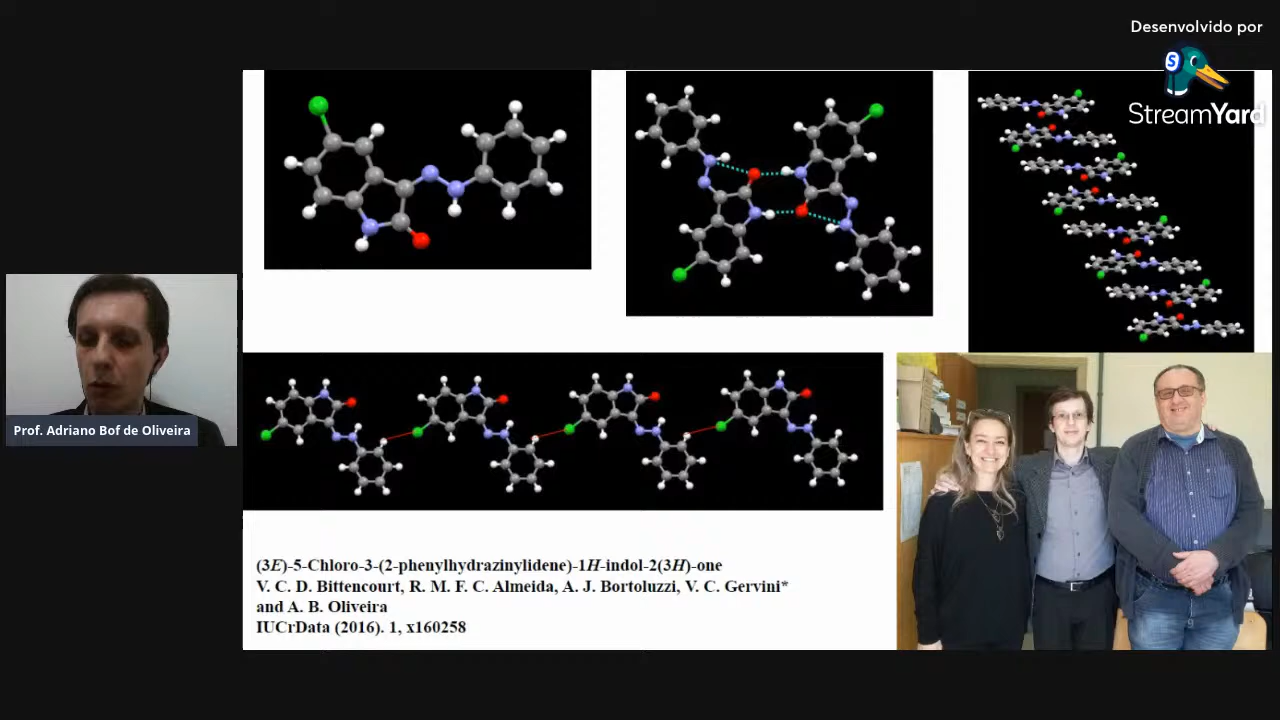 Desenvolvido por
S
StreamYard
Prof. Adriano Bof de Oliveira
(3E)-5-Chloro-3-(2-phenylhydrazinylidene)-1H-indol-2(3H)-one
V. C. D. Bittencourt, R. M. F. C. Almeida, A. J. Bortoluzzi, V. C. Gervini*
and A. B. Oliveira
IUCrData (2016). 1, x160258